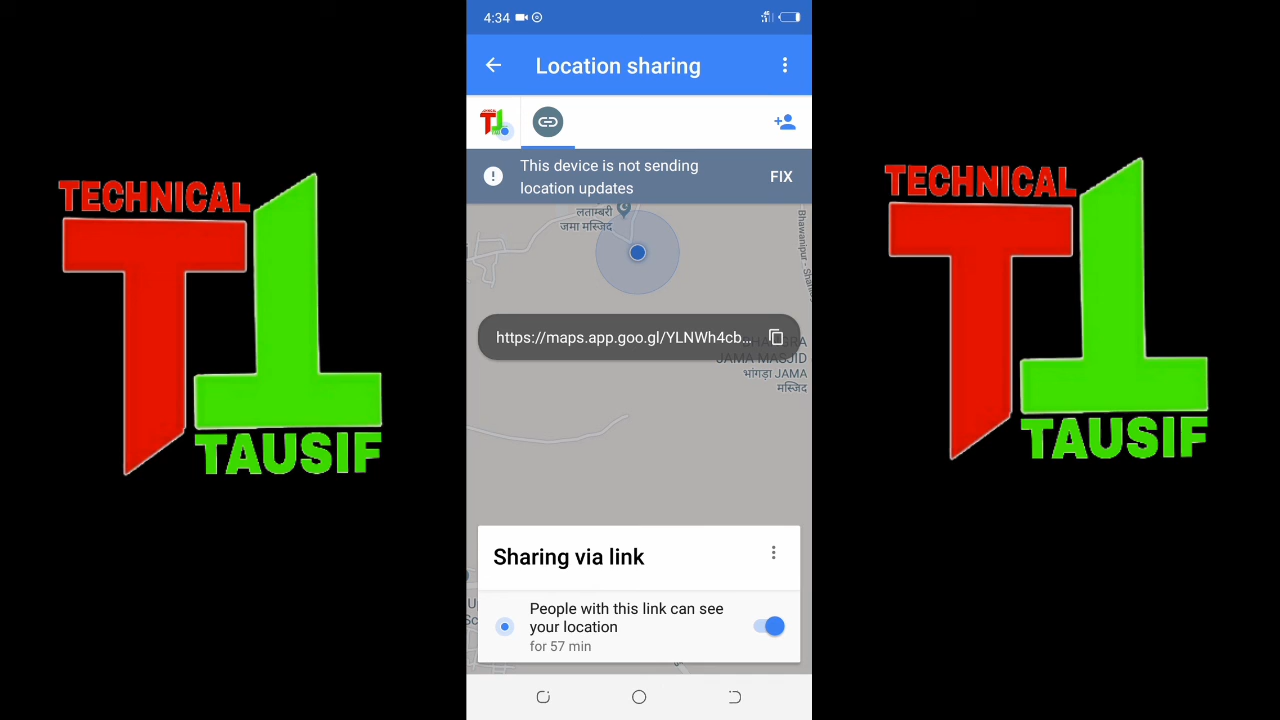 TECHNICAL
TAUSIF
4:34
Location sharing
This device is not sending
location updates
FIX
लताम्बरी
जमा मस्जिद
Bhawanipur -
https://maps.app.goo.gl/YLNWh4cb...
JAMA MASJID
भांगड़ा JAMA
मस्जिद
Sharing via link
People with this link can see
your location
for 57 min
TECHNICAL
TAUSIF